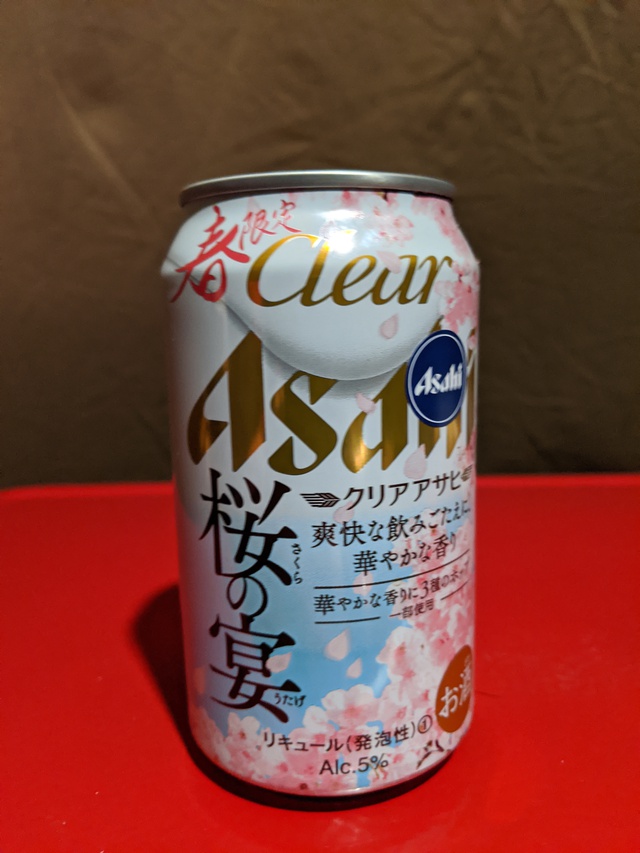 春限定
Clear
Asahi
Asahi
クリアアサヒ
桜の宴
さくら
うたげ
爽快な飲みごたえに、
華やかな香り
華やかな香りに3種のホップ
一部使用
お酒
リキュール(発泡性)①
Alc.5%